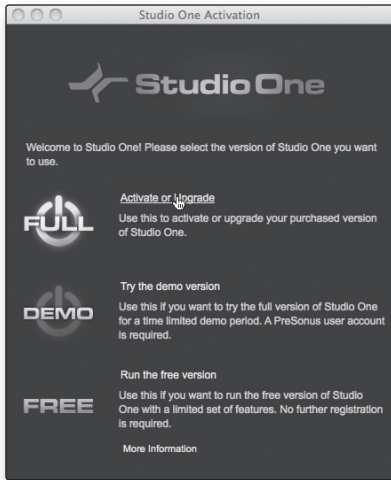 Studio One Activation
Studio One
Welcome to Studio One! Please select the version of Studio One you want
to use.
FULL
Activate or Upgrade
Use this to activate or upgrade your purchased version
of Studio One.
DEMO
Try the demo version
Use this if you want to try the full version of Studio One
for a time limited demo period. A PreSonus user account
is required.
FREE
Run the free version
Use this if you want to run the free version of Studio
One with a limited set of features. No further registration
is required.
More Information